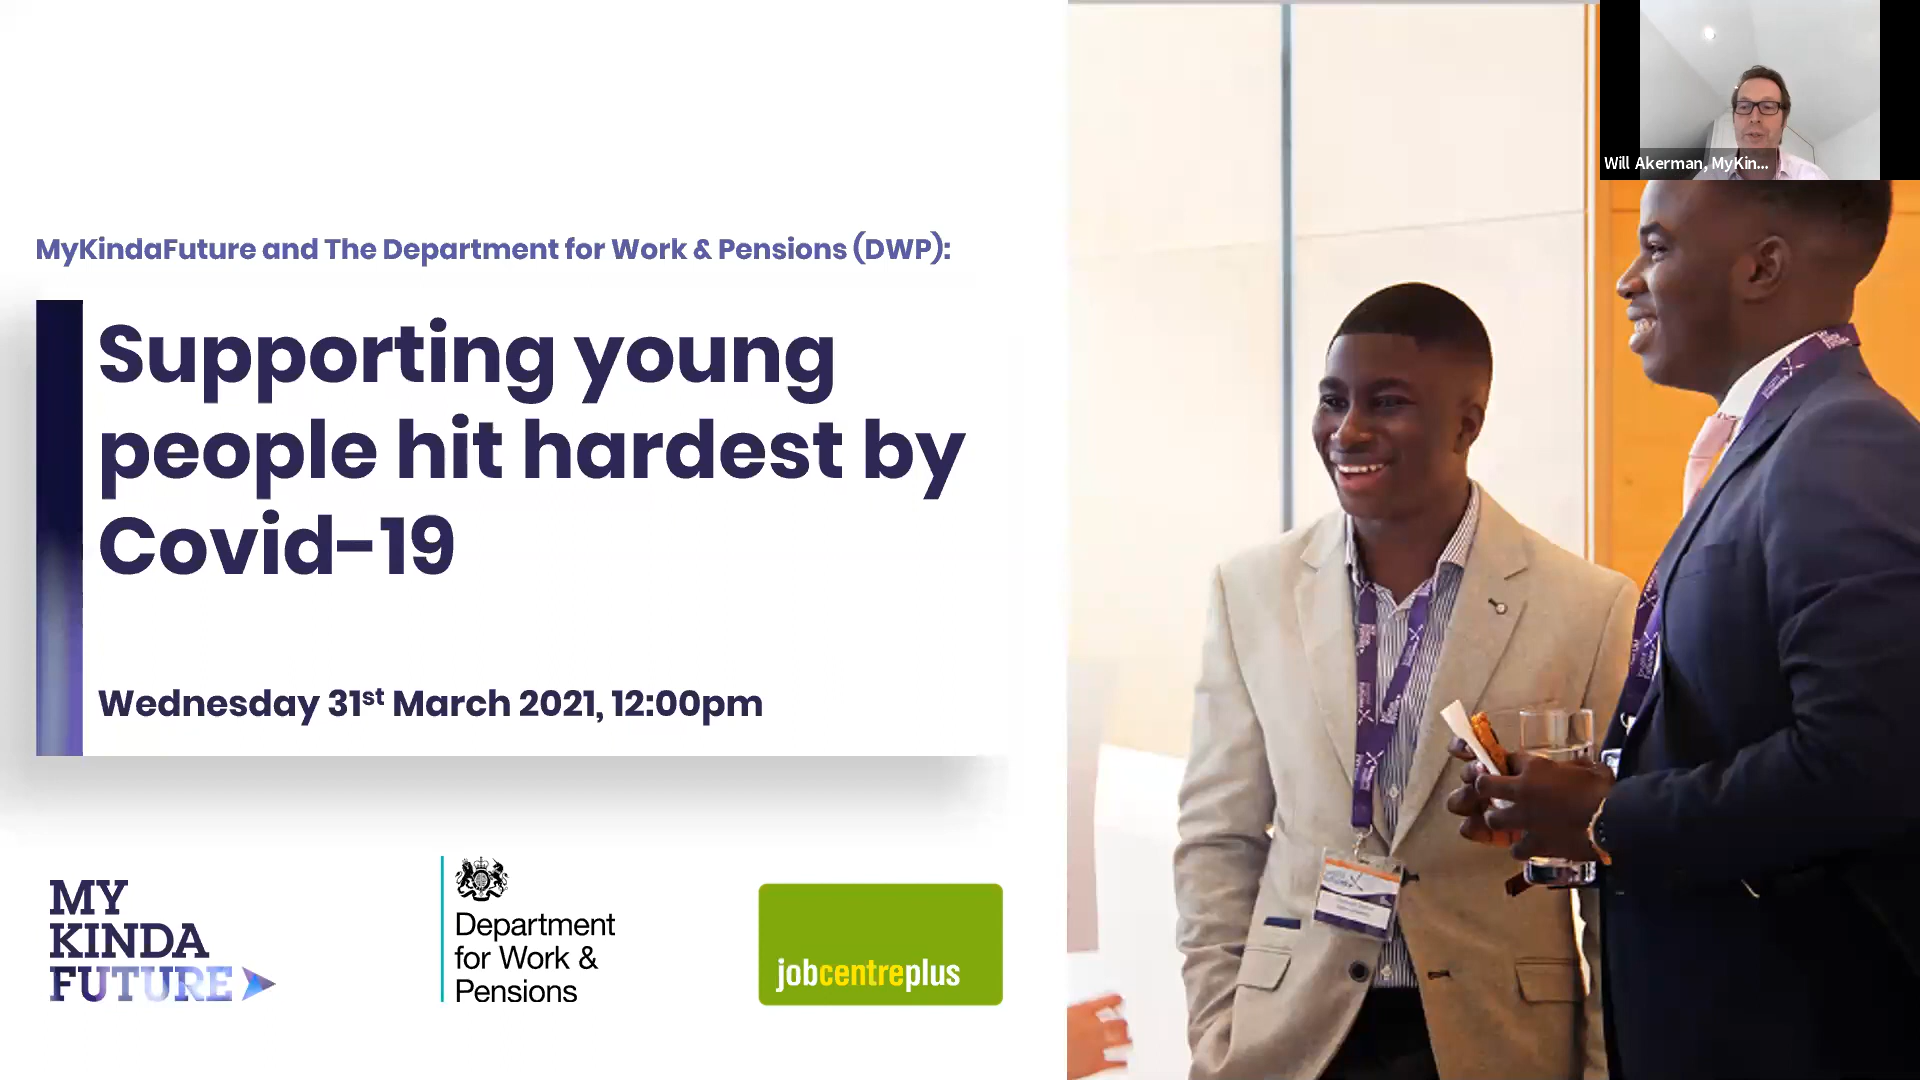 Will Akerman, MyKin...
MyKindaFuture and The Department for Work & Pensions (DWP):
Supporting young
people hit hardest by
Covid-19
Wednesday 31st March 2021, 12:00pm
MY
KINDA
FUTURE
Department
for Work &
Pensions
jobcentreplus